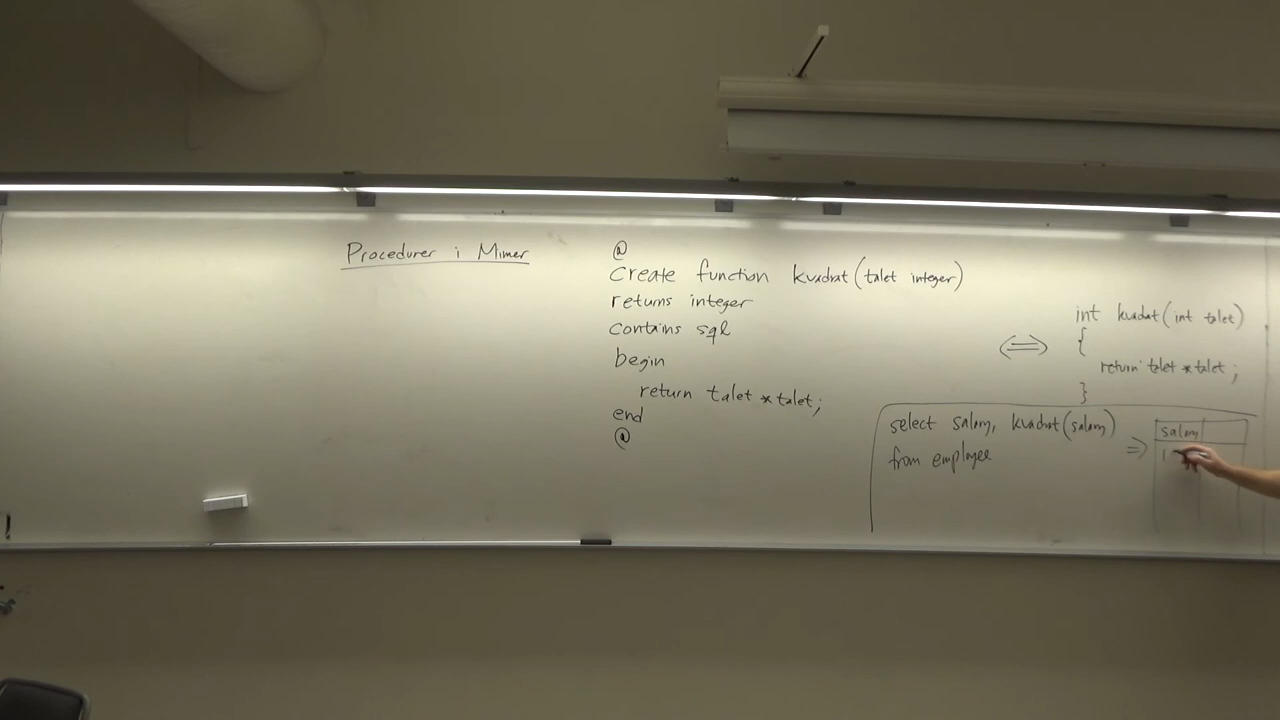 Procedurer i Mimer
@
Create function kvadrat(talet integer)
returns integer
contains sql
begin
return talet * talet;
end
@
<=>
int kvadrat(int talet)
{
return talet * talet;
}
select salary, kvadrat(salary)
from employee
=>
salary
1